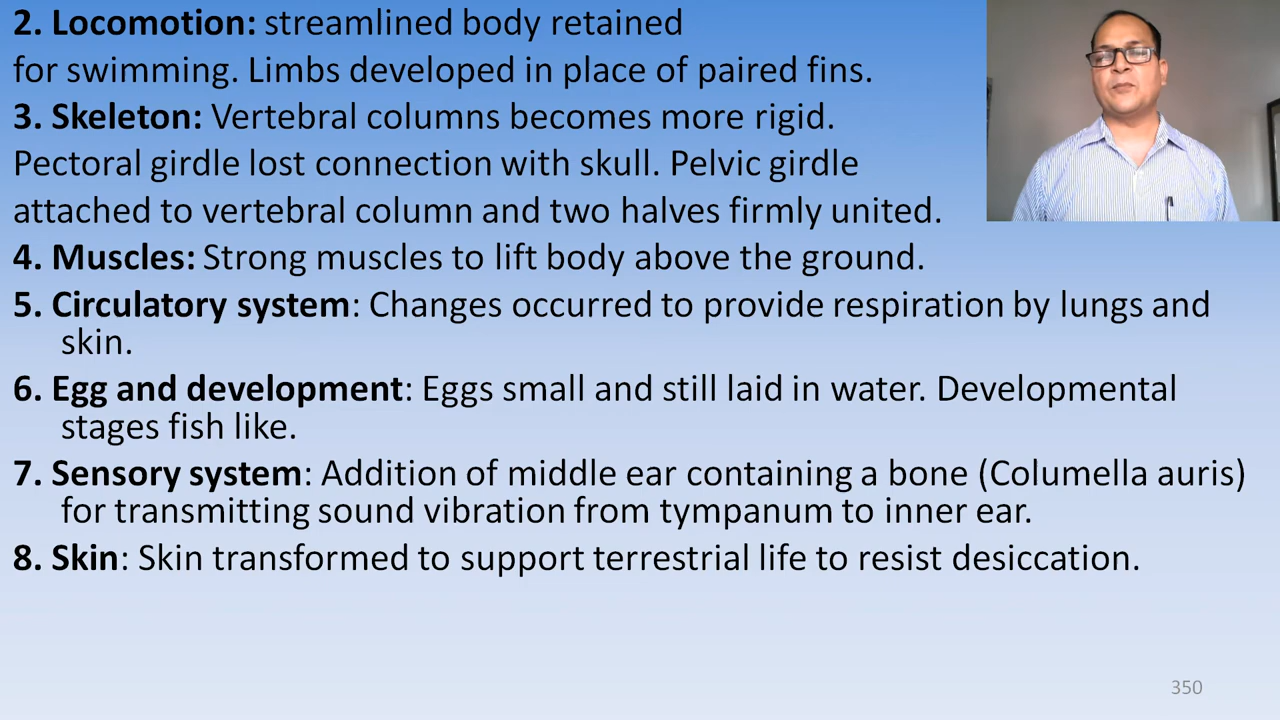 2. Locomotion: streamlined body retained
for swimming. Limbs developed in place of paired fins.
3. Skeleton: Vertebral columns becomes more rigid.
Pectoral girdle lost connection with skull. Pelvic girdle
attached to vertebral column and two halves firmly united.
4. Muscles: Strong muscles to lift body above the ground.
5. Circulatory system: Changes occurred to provide respiration by lungs and
skin.
6. Egg and development: Eggs small and still laid in water. Developmental
stages fish like.
7. Sensory system: Addition of middle ear containing a bone (Columella auris)
for transmitting sound vibration from tympanum to inner ear.
8. Skin: Skin transformed to support terrestrial life to resist desiccation.
350